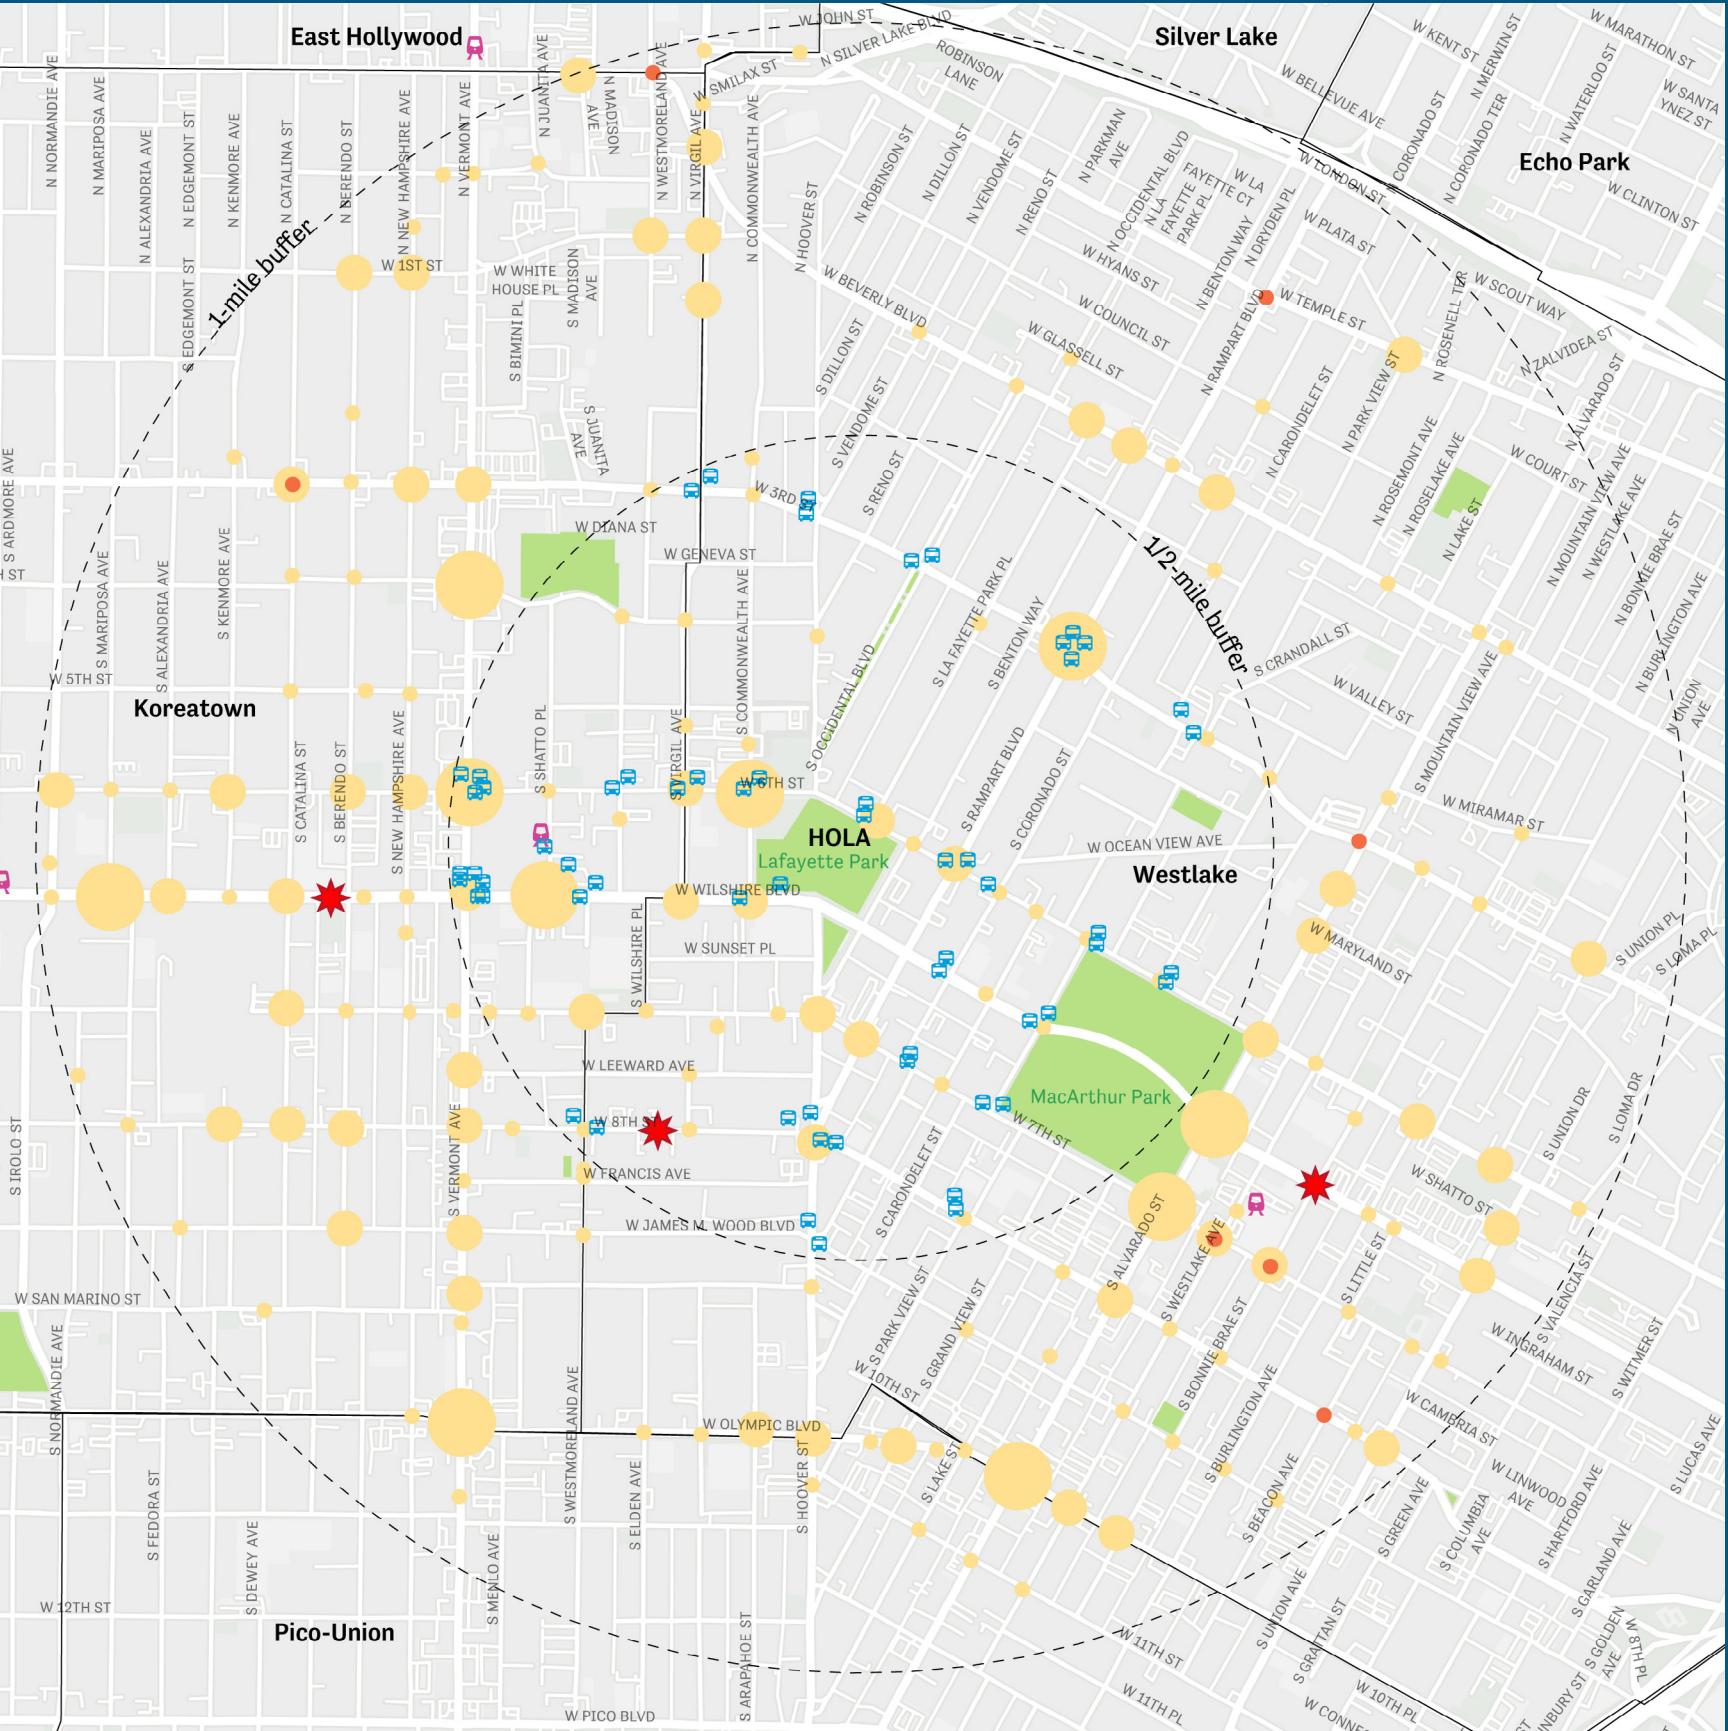 East Hollywood
Silver Lake
Echo Park
Koreatown
HOLA
Lafayette Park
Westlake
MacArthur Park
Pico-Union
1-mile buffer
1/2-mile buffer
W JOHN ST
N SILVER LAKE BLVD
W SMILAX ST
ROBINSON
LANE
W KENT ST
N MERWIN ST
W MARATHON ST
W BELLEVUE AVE
N WATERLOO ST
W SANTA
YNEZ ST
N CORONADO ST
N CORONADO TER
W LONDON ST
W CLINTON ST
N NORMANDIE AVE
N MARIPOSA AVE
N ALEXANDRIA AVE
N EDGEMONT ST
N KENMORE AVE
N CATALINA ST
N BERENDO ST
N NEW HAMPSHIRE AVE
N VERMONT AVE
N JUANITA AVE
N MADISON
AVE
N WESTMORELAND AVE
N VIRGIL AVE
N COMMONWEALTH AVE
N HOOVER ST
N ROBINSON ST
N DILLON ST
N VENDOME ST
N RENO ST
N PARKMAN
AVE
N OCCIDENTAL BLVD
N LA
FAYETTE
PARK PL
W LA
FAYETTE CT
N BENTON WAY
N DRYDEN PL
W PLATA ST
W HYANS ST
W COUNCIL ST
W GLASSELL ST
N RAMPART BLVD
W TEMPLE ST
W SCOUT WAY
N ZALVIDEA ST
N ROSENELL TER
N ALVARADO ST
N PARK VIEW ST
N CARONDELET ST
N ROSEMONT AVE
N ROSELAKE AVE
N LAKE ST
W COURT ST
N MOUNTAIN VIEW AVE
N WESTLAKE AVE
N BONNIE BRAE ST
N BURLINGTON AVE
N UNION
AVE
W 1ST ST
W WHITE
HOUSE PL
S BIMINI PL
S MADISON
AVE
S EDGEMONT ST
W BEVERLY BLVD
S DILLON ST
S VENDOME ST
S RENO ST
S JUANITA
AVE
W 3RD ST
W DIANA ST
W GENEVA ST
S ARDMORE AVE
H ST
S MARIPOSA AVE
S ALEXANDRIA AVE
S KENMORE AVE
W 5TH ST
S COMMONWEALTH AVE
S OCCIDENTAL BLVD
S LA FAYETTE PARK PL
S BENTON WAY
S CRANDALL ST
W VALLEY ST
S MOUNTAIN VIEW AVE
S CATALINA ST
S BERENDO ST
S NEW HAMPSHIRE AVE
S SHATTO PL
S VIRGIL AVE
W 6TH ST
S RAMPART BLVD
S CORONADO ST
W OCEAN VIEW AVE
W MIRAMAR ST
W WILSHIRE BLVD
W SUNSET PL
S WILSHIRE PL
W MARYLAND ST
S UNION PL
S LOMA PL
W LEEWARD AVE
W 8TH ST
W FRANCIS AVE
W JAMES M. WOOD BLVD
S VERMONT AVE
S IROLO ST
W 7TH ST
S CARONDELET ST
S ALVARADO ST
S WESTLAKE AVE
W SHATTO ST
S UNION DR
S LOMA DR
S LITTLE ST
S VALENCIA ST
W SAN MARINO ST
S NORMANDIE AVE
S PARK VIEW ST
S GRAND VIEW ST
W 10TH ST
S BONNIE BRAE ST
S BURLINGTON AVE
W INGRAHAM ST
S WITMER ST
W CAMBRIA ST
S LUCAS AVE
W OLYMPIC BLVD
S WESTMORELAND AVE
S ELDEN AVE
S HOOVER ST
S LAKE ST
S BEACON AVE
W LINWOOD
AVE
S GREEN AVE
S COLUMBIA
AVE
S HARTFORD AVE
S GARLAND AVE
S FEDORA ST
S DEWEY AVE
S MENLO AVE
W 12TH ST
S ARAPAHOE ST
W PICO BLVD
W 11TH ST
W 11TH PL
S UNION AVE
S GRATTAN ST
W 10TH PL
S GOLDEN
AVE
W 8TH PL